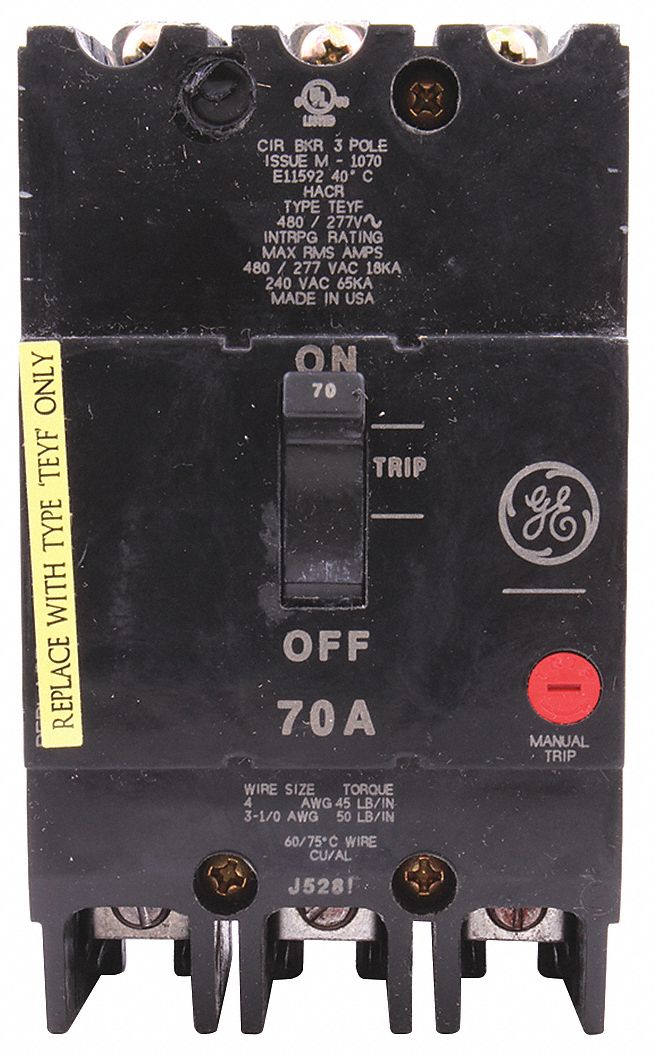 UL
LISTED
CIR BKR 3 POLE
ISSUE M - 1070
E11592 40° C
HACR
TYPE TEYF
480 / 277V∿
INTRPG RATING
MAX RMS AMPS
480 / 277 VAC 18KA
240 VAC 65KA
MADE IN USA
ON
70
TRIP
GE
REPLACE WITH TYPE 'TEYF' ONLY
OFF
70A
MANUAL
TRIP
WIRE SIZE TORQUE
4 AWG 45 LB/IN
3-1/0 AWG 50 LB/IN
60/75°C WIRE
CU/AL